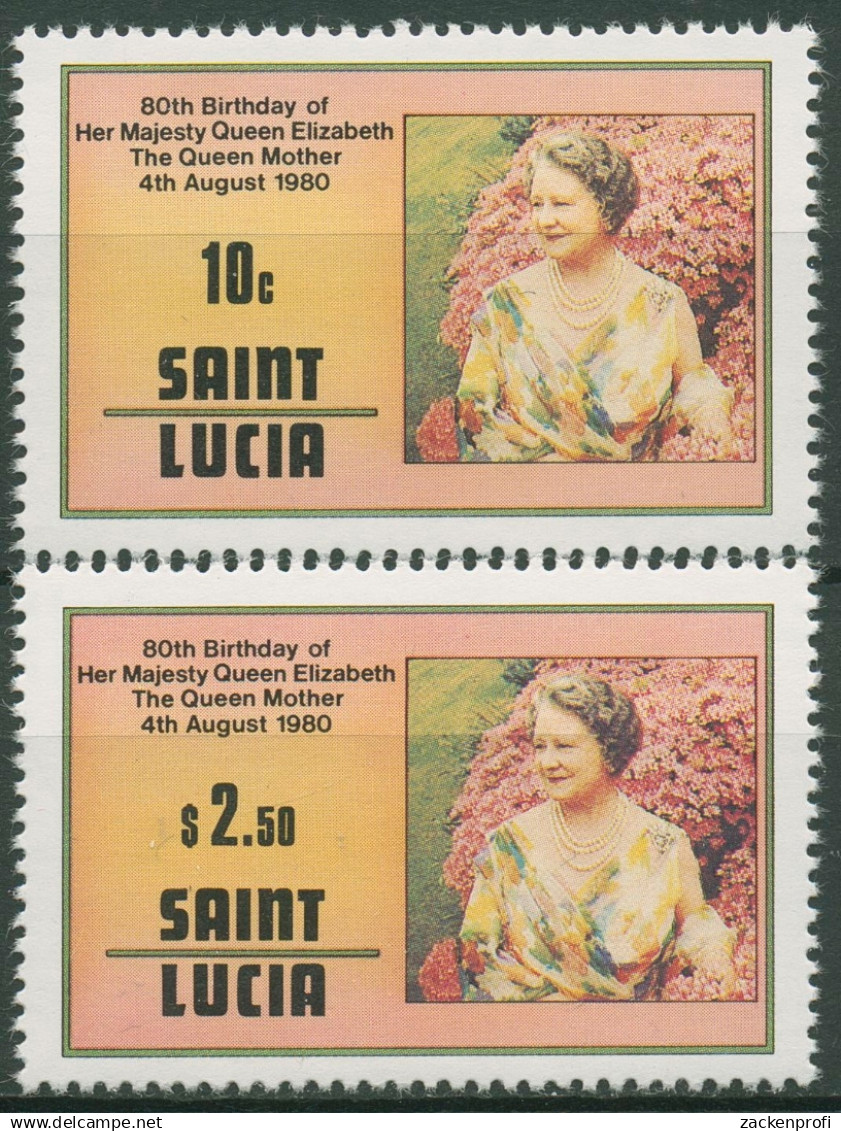 80th Birthday of
Her Majesty Queen Elizabeth
The Queen Mother
4th August 1980
10c
SAINT
LUCIA
80th Birthday of
Her Majesty Queen Elizabeth
The Queen Mother
4th August 1980
$ 2.50
SAINT
LUCIA
Delcampe.net
zackenprofi